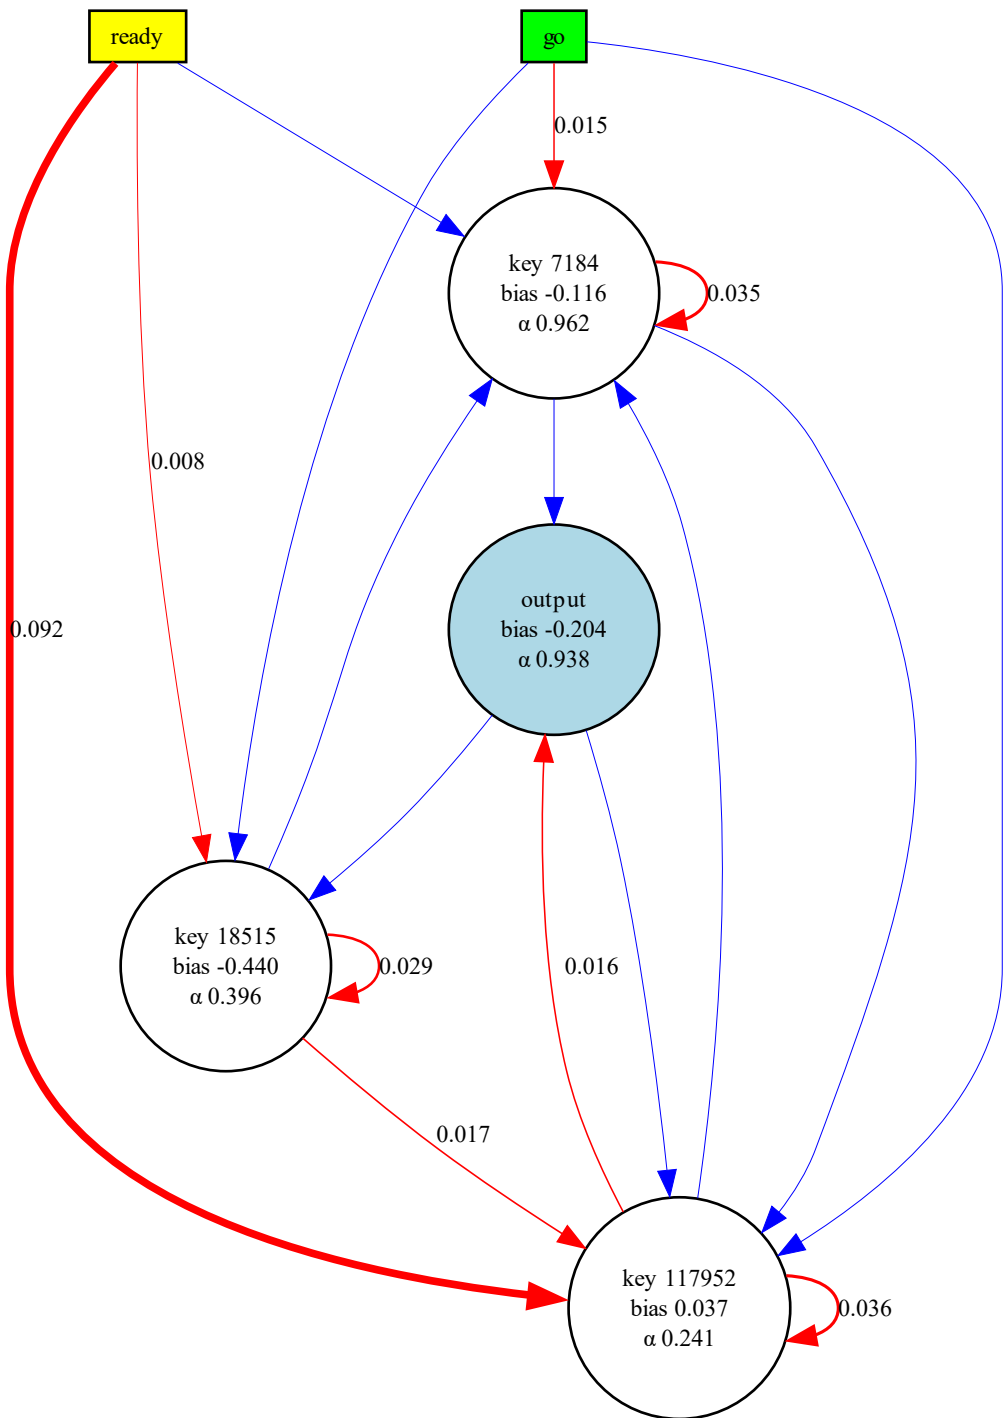 ready
go
0.015
key 7184
bias -0.116
α 0.962
0.035
0.008
output
bias -0.204
α 0.938
0.092
key 18515
bias -0.440
α 0.396
0.029
0.016
0.017
key 117952
bias 0.037
α 0.241
0.036